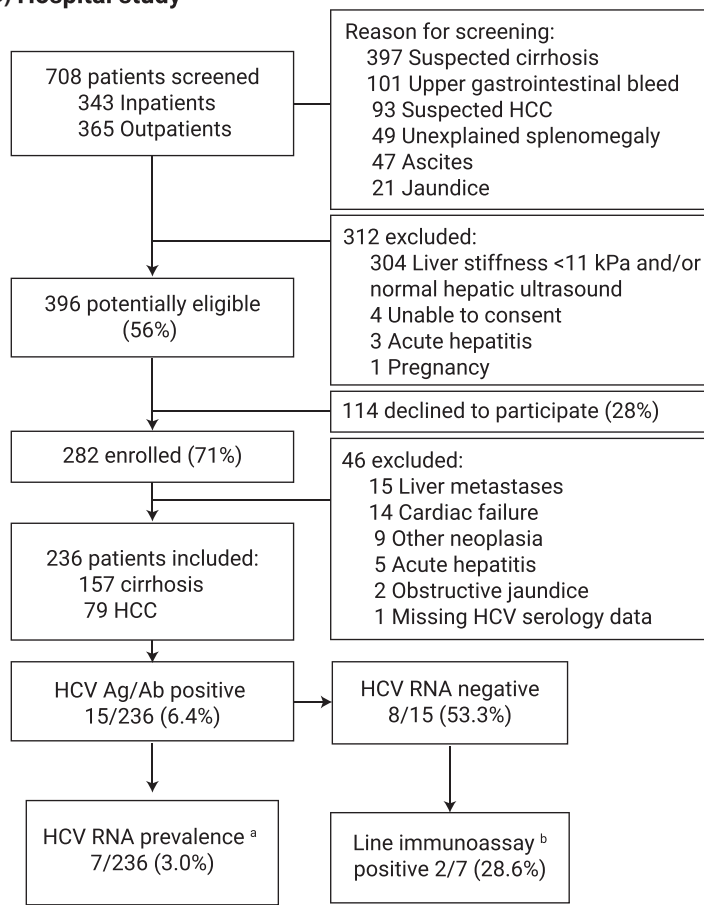 Hospital study
708 patients screened
343 Inpatients
365 Outpatients
Reason for screening:
397 Suspected cirrhosis
101 Upper gastrointestinal bleed
93 Suspected HCC
49 Unexplained splenomegaly
47 Ascites
21 Jaundice
312 excluded:
304 Liver stiffness <11 kPa and/or
normal hepatic ultrasound
4 Unable to consent
3 Acute hepatitis
1 Pregnancy
396 potentially eligible
(56%)
114 declined to participate (28%)
282 enrolled (71%)
46 excluded:
15 Liver metastases
14 Cardiac failure
9 Other neoplasia
5 Acute hepatitis
2 Obstructive jaundice
1 Missing HCV serology data
236 patients included:
157 cirrhosis
79 HCC
HCV Ag/Ab positive
15/236 (6.4%)
HCV RNA negative
8/15 (53.3%)
HCV RNA prevalence a
7/236 (3.0%)
Line immunoassay b
positive 2/7 (28.6%)